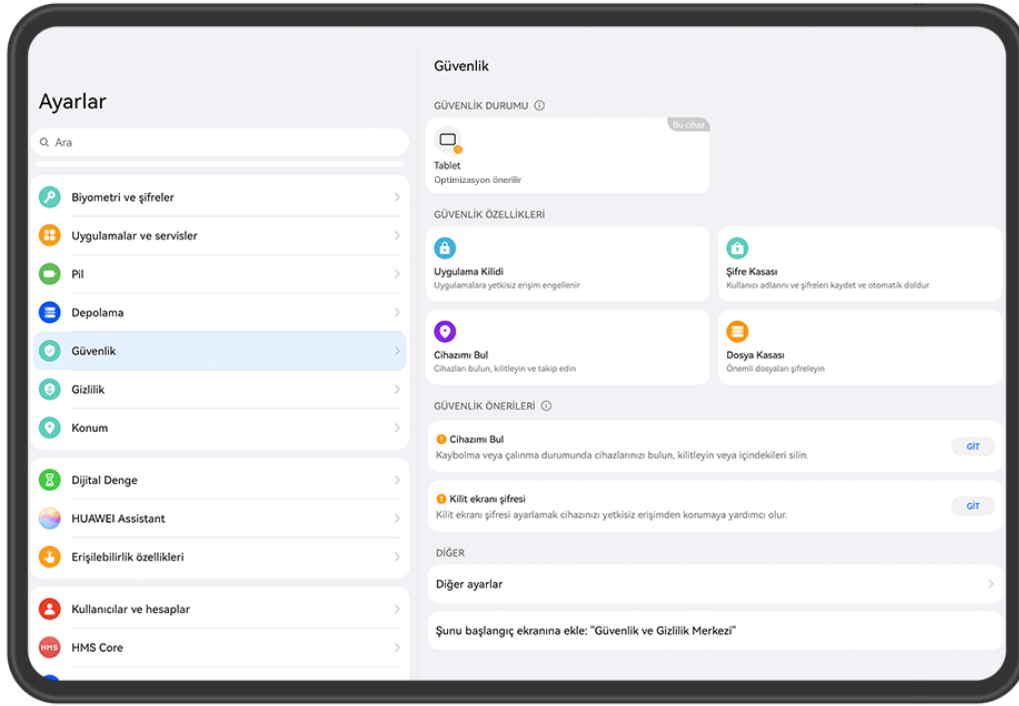 Ayarlar
Ara
Biyometri ve şifreler
Uygulamalar ve servisler
Pil
Depolama
Güvenlik
Gizlilik
Konum
Dijital Denge
HUAWEI Assistant
Erişilebilirlik özellikleri
Kullanıcılar ve hesaplar
HMS
HMS Core
Güvenlik
GÜVENLİK DURUMU
Bu cihaz
Tablet
Optimizasyon önerilir
GÜVENLİK ÖZELLİKLERİ
Uygulama Kilidi
Uygulamalara yetkisiz erişim engellenir
Şifre Kasası
Kullanıcı adlarını ve şifreleri kaydet ve otomatik doldur
Cihazımı Bul
Cihazları bulun, kilitleyin ve takip edin
Dosya Kasası
Önemli dosyaları şifreleyin
GÜVENLİK ÖNERİLERİ
Cihazımı Bul
Kaybolma veya çalınma durumunda cihazlarınızı bulun, kilitleyin veya içindekileri silin.
GİT
Kilit ekranı şifresi
Kilit ekranı şifresi ayarlamak cihazınızı yetkisiz erişimden korumaya yardımcı olur.
GİT
DİĞER
Diğer ayarlar
Şunu başlangıç ekranına ekle: "Güvenlik ve Gizlilik Merkezi"